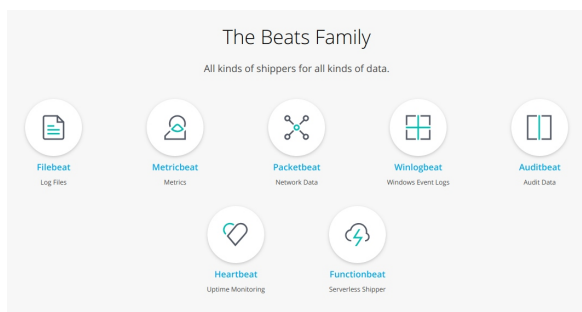 The Beats Family
All kinds of shippers for all kinds of data.
Filebeat
Log Files
Metricbeat
Metrics
Packetbeat
Network Data
Winlogbeat
Windows Event Logs
Auditbeat
Audit Data
Heartbeat
Uptime Monitoring
Functionbeat
Serverless Shipper